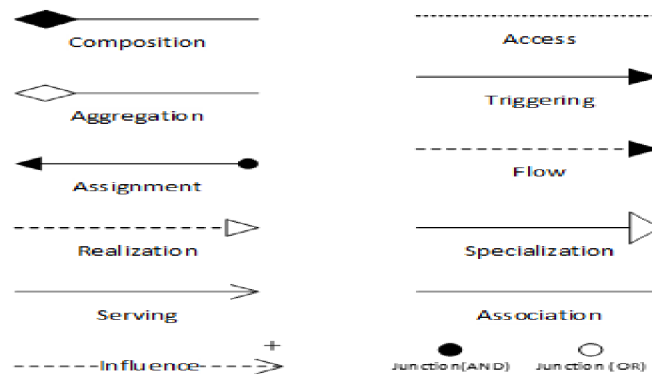 Composition
Access
Aggregation
Triggering
Assignment
Flow
Realization
Specialization
Serving
Association
+
Influence
Junction(AND)
Junction (OR)